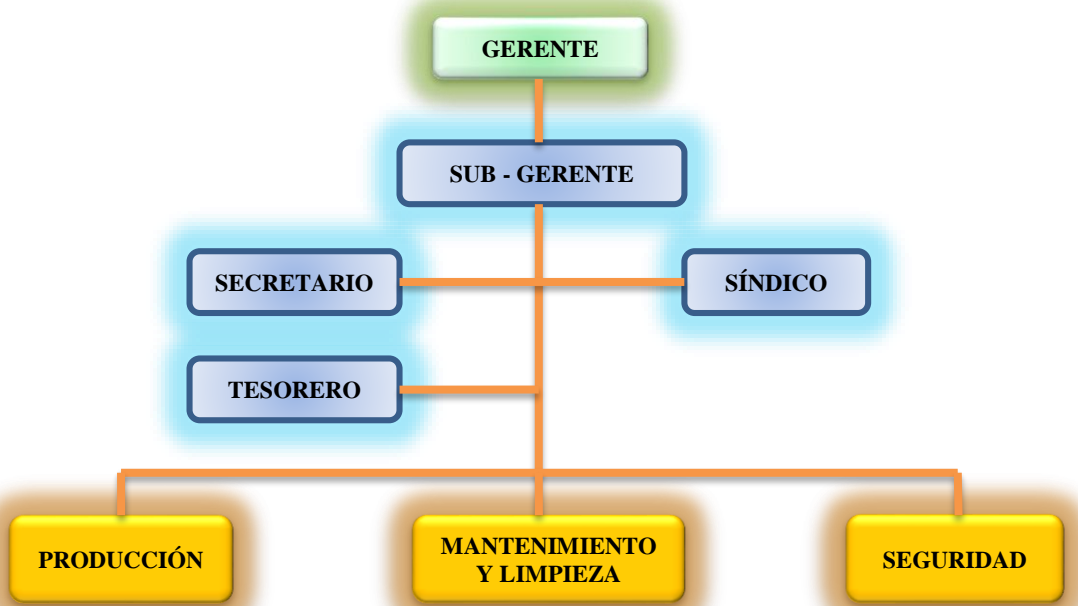 GERENTE
SUB - GERENTE
SECRETARIO
SÍNDICO
TESORERO
PRODUCCIÓN
MANTENIMIENTO
Y LIMPIEZA
SEGURIDAD